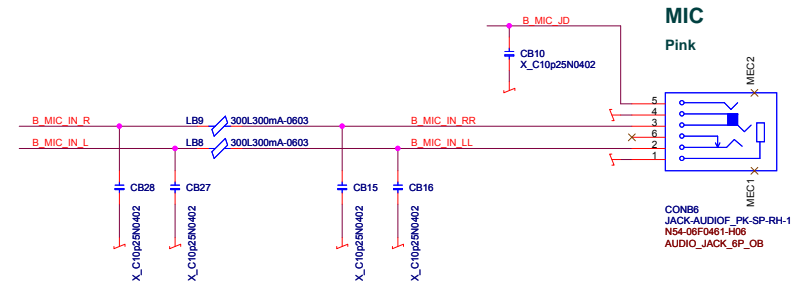 MIC
Pink
B_MIC_JD
CB10
X_C10p25N0402
MEC2
5
4
3
6
2
1
B_MIC_IN_R
LB9
300L300mA-0603
B_MIC_IN_RR
B_MIC_IN_L
LB8
300L300mA-0603
B_MIC_IN_LL
CB28
X_C10p25N0402
CB27
X_C10p25N0402
CB15
X_C10p25N0402
CB16
X_C10p25N0402
MEC1
CONB6
JACK-AUDIOF_PK-SP-RH-1
N54-06F0461-H06
AUDIO_JACK_6P_OB